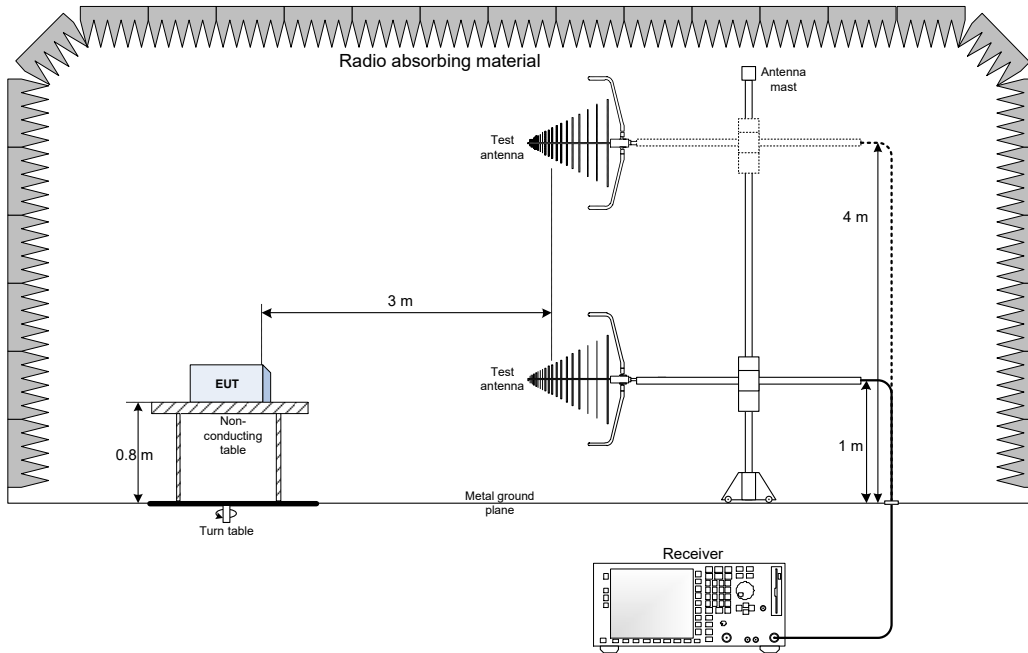 Radio absorbing material
Antenna
mast
Test
antenna
4 m
3 m
EUT
Test
antenna
Non-
conducting
table
0.8 m
1 m
Metal ground
plane
Turn table
Receiver